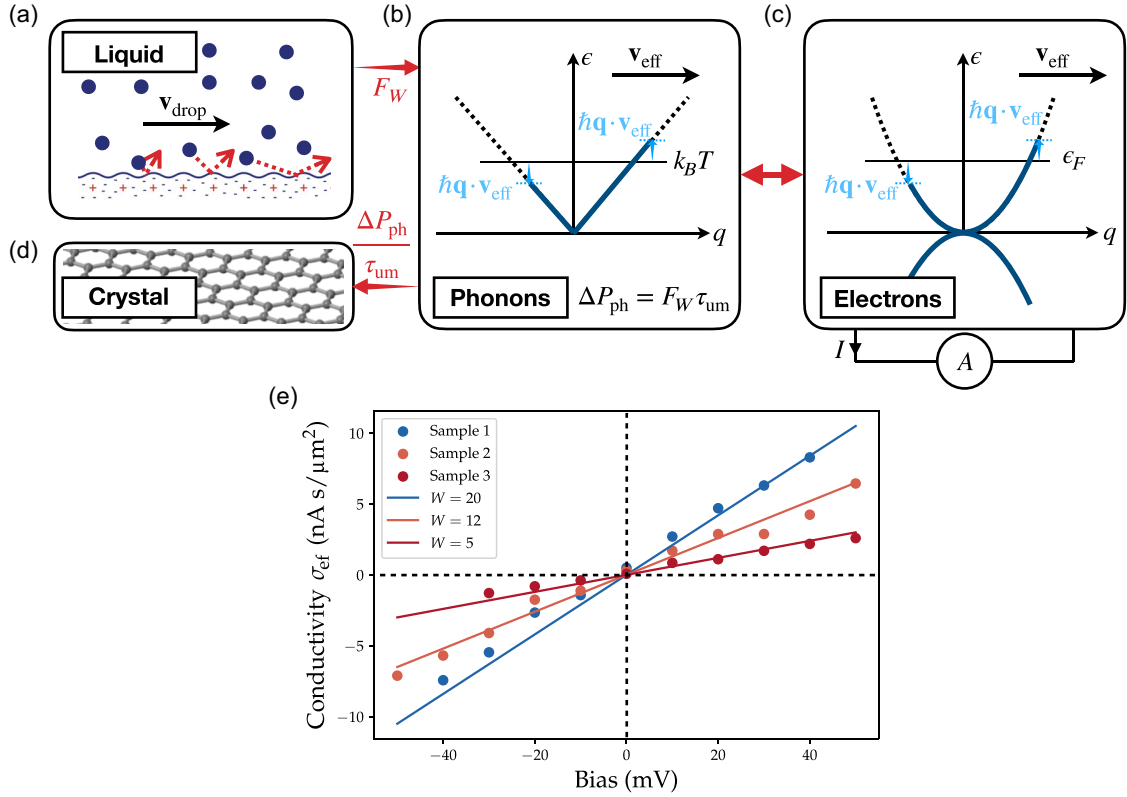 (a)
Liquid
v_drop
F_W
(b)
ϵ
v_eff
ħq · v_eff
k_BT
ħq · v_eff
q
Phonons
ΔP_ph = F_Wτ_um
(c)
ϵ
v_eff
ħq · v_eff
ϵ_F
ħq · v_eff
q
Electrons
I
A
ΔP_ph
τ_um
(d)
Crystal
(e)
Conductivity σ_ef (nA s/μm²)
10
5
0
−5
−10
Sample 1
Sample 2
Sample 3
W = 20
W = 12
W = 5
−40
−20
0
20
40
Bias (mV)